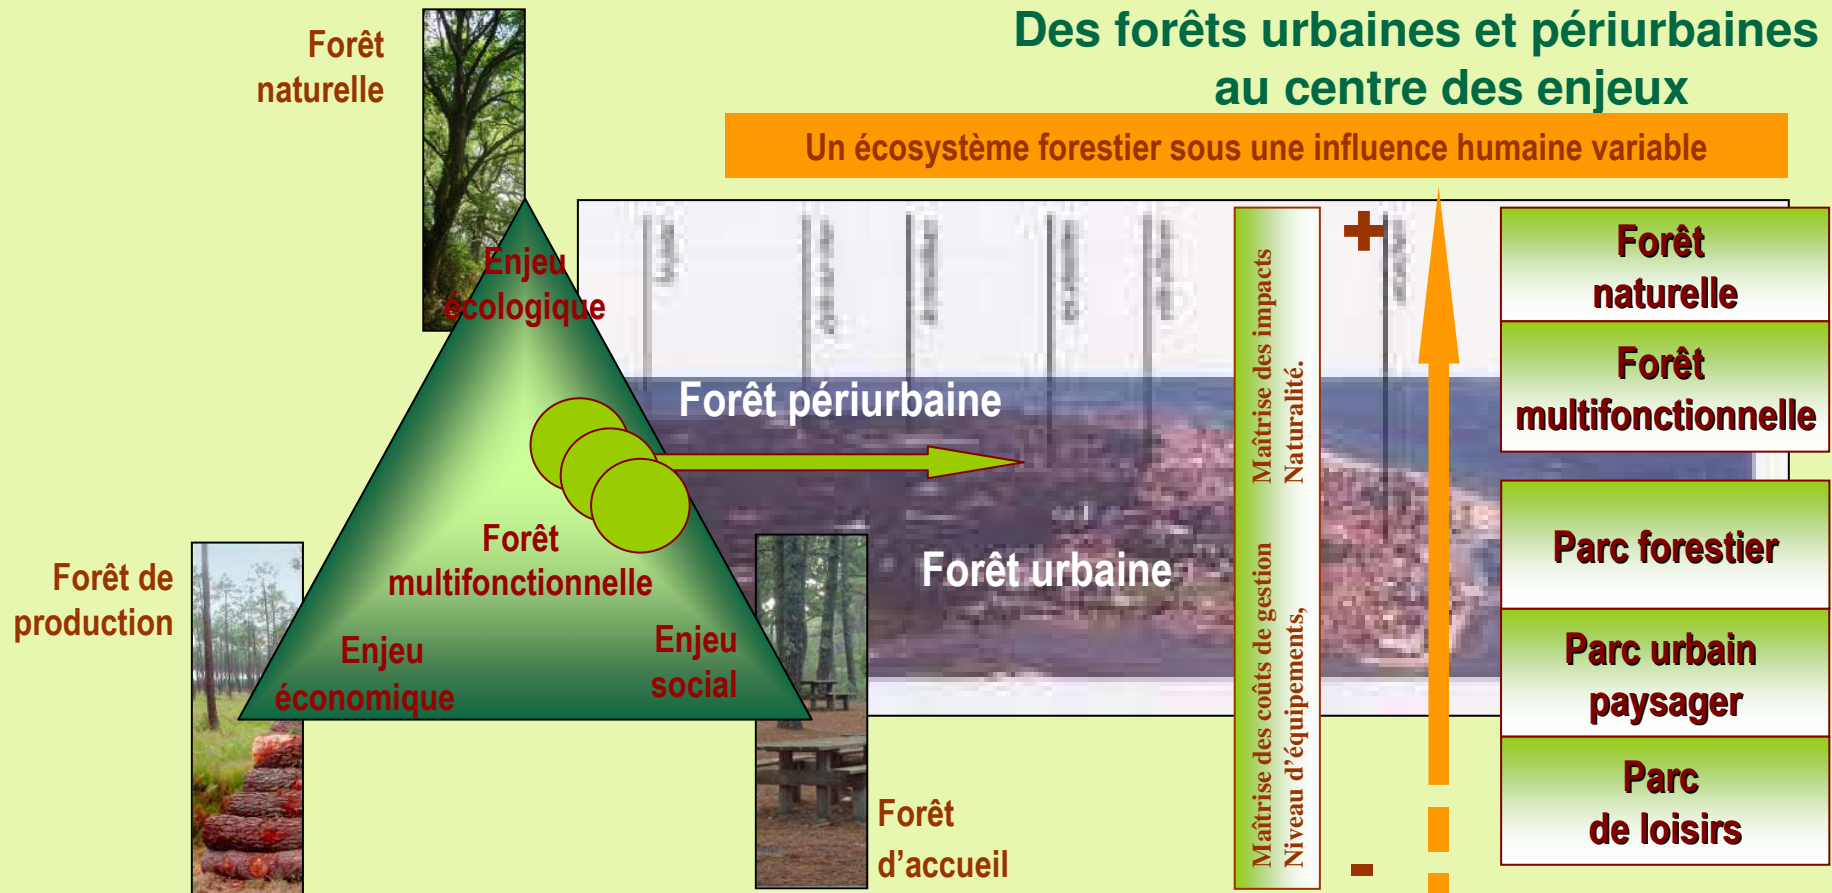 Des forêts urbaines et périurbaines
au centre des enjeux
Un écosystème forestier sous une influence humaine variable
Forêt
naturelle
Enjeu
écologique
Forêt périurbaine
Forêt urbaine
Forêt
multifonctionnelle
Forêt de
production
Enjeu
économique
Enjeu
social
Forêt
d’accueil
Maîtrise des coûts de gestion Maîtrise des impacts
Niveau d’équipements, Naturalité.
+
-
Forêt
naturelle
Forêt
multifonctionnelle
Parc forestier
Parc urbain
paysager
Parc
de loisirs